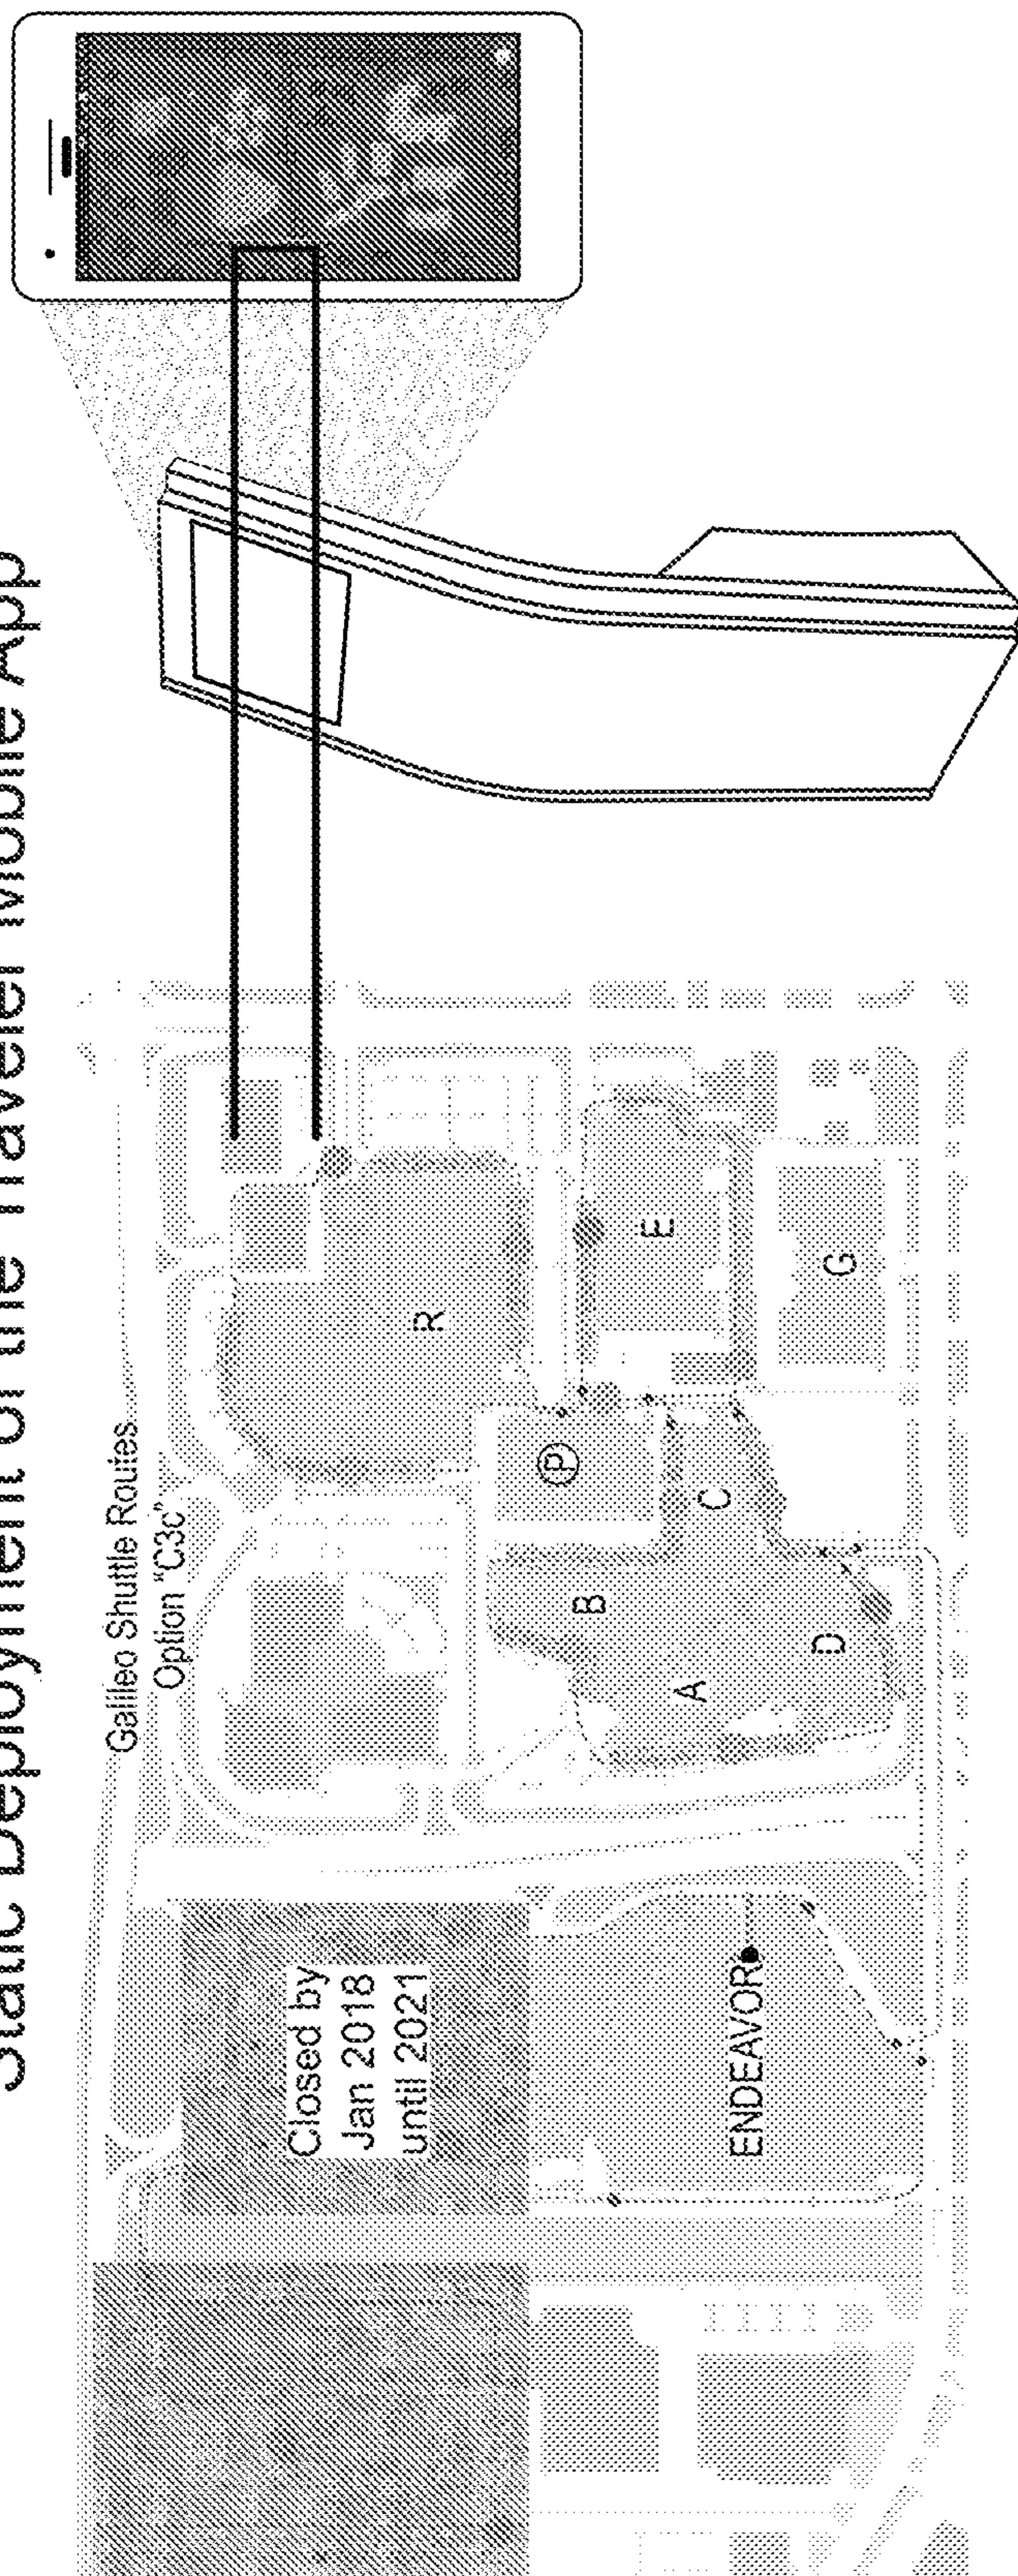 Static Deployment of the Traveler Mobile App
Galileo Shuttle Routes
Option "C3c"
Closed by
Jan 2018
until 2021
R
P
B
E
A
C
ENDEAVOR
D
G